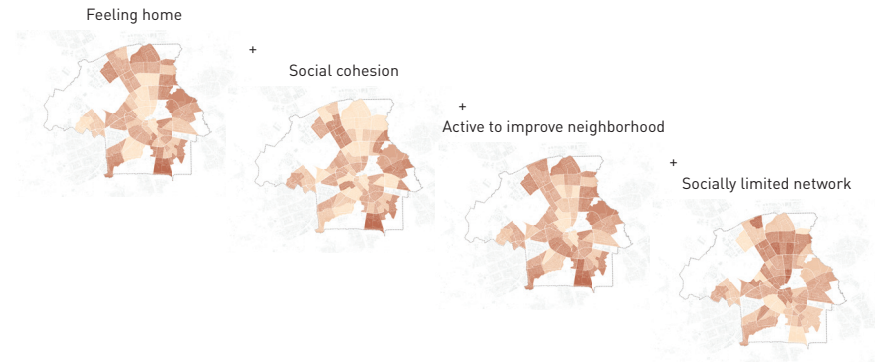 Feeling home
+
Social cohesion
+
Active to improve neighborhood
+
Socially limited network